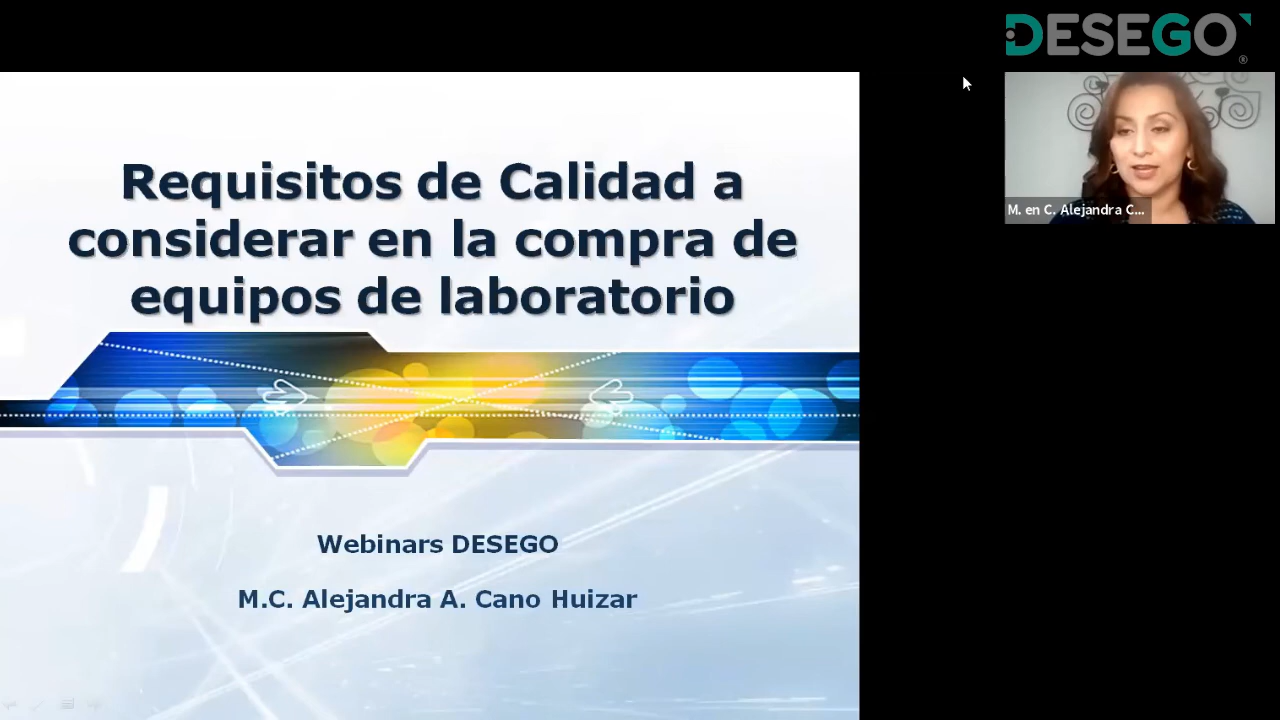 DESEGO
®
Requisitos de Calidad a
considerar en la compra de
equipos de laboratorio
M. en C. Alejandra C...
Webinars DESEGO
M.C. Alejandra A. Cano Huizar